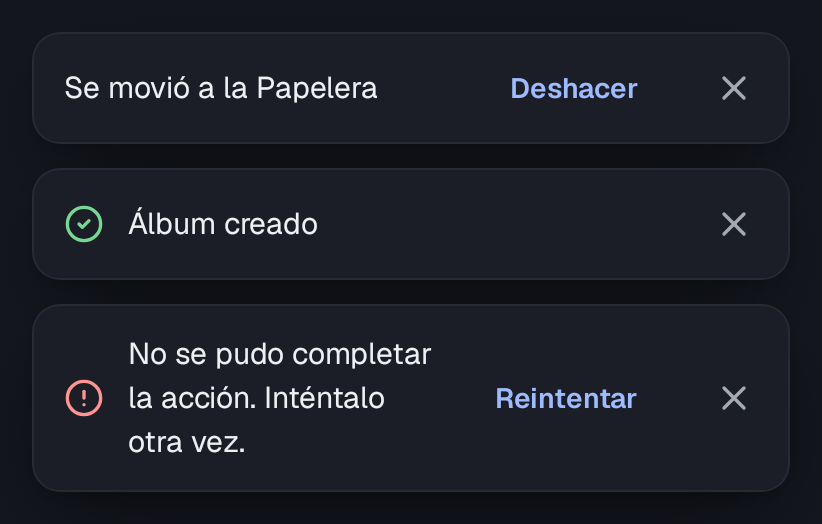 Se movió a la Papelera
Deshacer
Álbum creado
No se pudo completar
la acción. Inténtalo
otra vez.
Reintentar